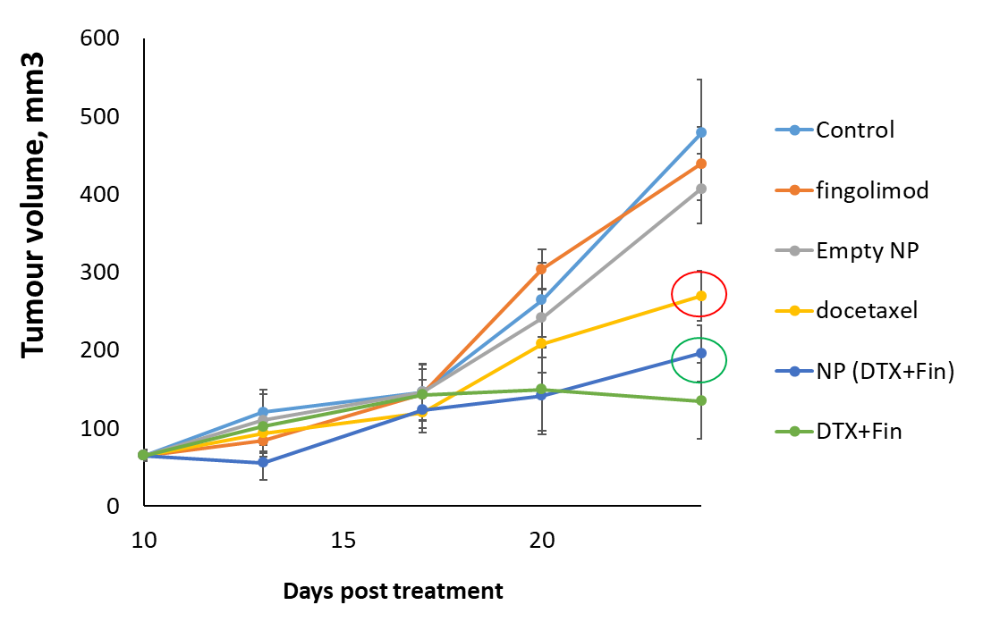 Tumour volume, mm3
600
500
400
300
200
100
0
10
15
20
Days post treatment
Control
fingolimod
Empty NP
docetaxel
NP (DTX+Fin)
DTX+Fin